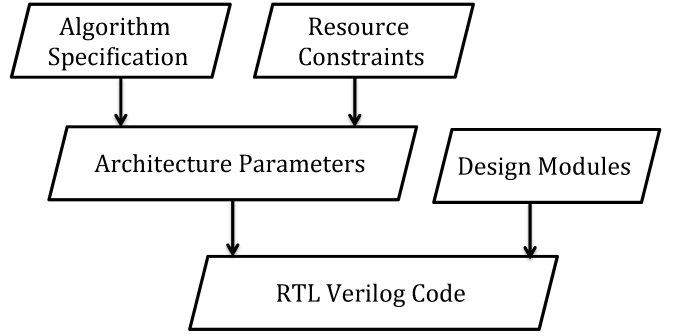 Algorithm
Specification
Resource
Constraints
Architecture Parameters
Design Modules
RTL Verilog Code